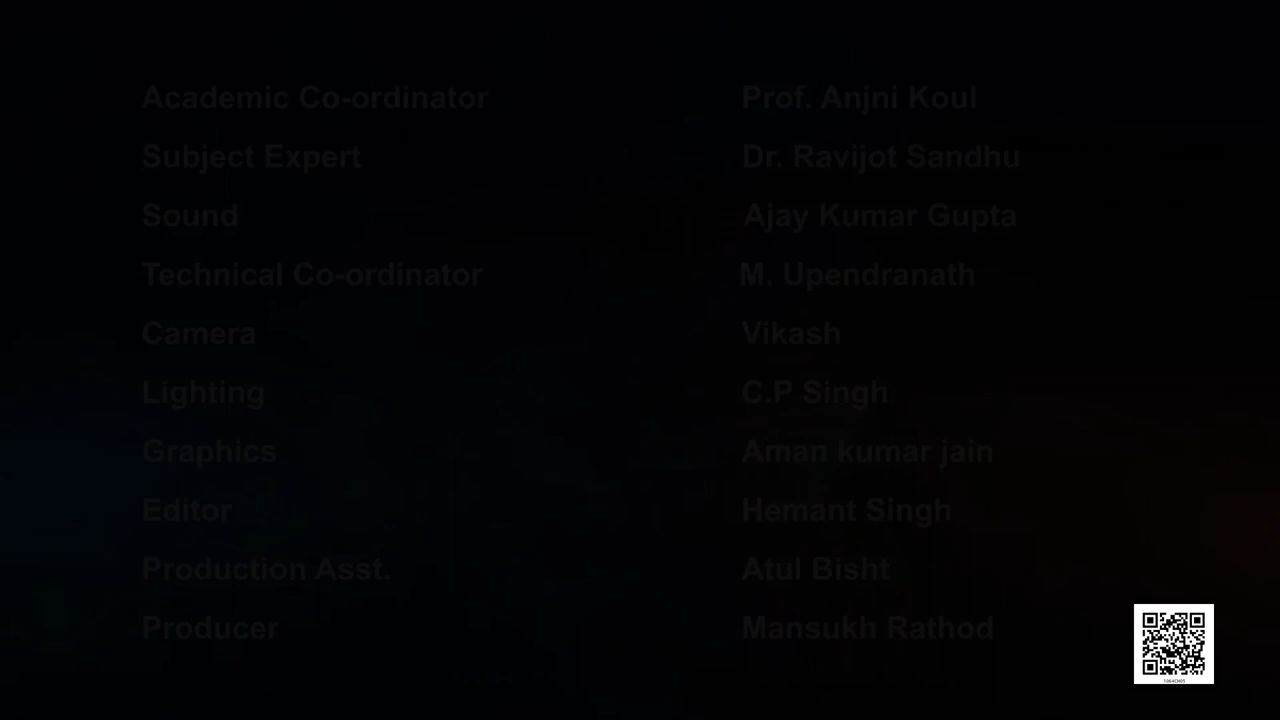 Academic Co-ordinator Prof. Anjni Koul
Subject Expert Dr. Ravijot Sandhu
Sound Ajay Kumar Gupta
Technical Co-ordinator M. Upendranath
Camera Vikash
Lighting C.P Singh
Graphics Aman kumar jain
Editor Hemant Singh
Production Asst. Atul Bisht
Producer Mansukh Rathod
1064CH05